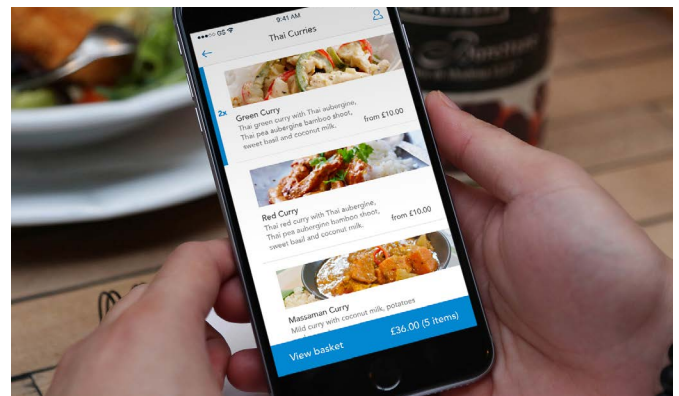 GS 9:41 AM
Thai Curries
2x
Green Curry
Thai green curry with Thai aubergine,
Thai pea aubergine bamboo shoot,
sweet basil and coconut milk.
from £10.00
Red Curry
Thai red curry with Thai aubergine,
Thai pea aubergine bamboo shoot,
sweet basil and coconut milk.
from £10.00
Massaman Curry
Mild curry with coconut milk, potatoes
View basket £36.00 (5 items)